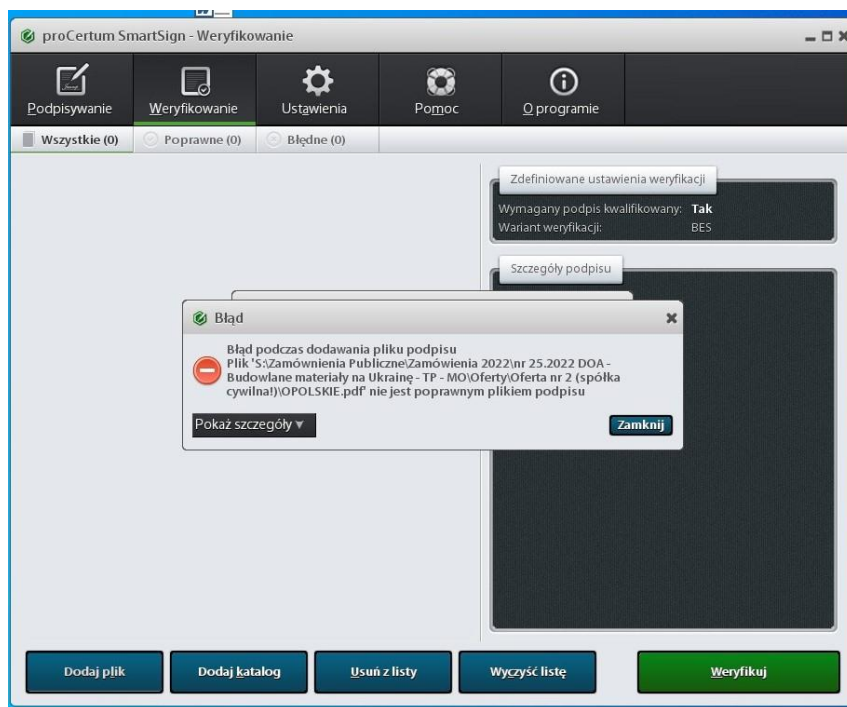 proCertum SmartSign - Weryfikowanie
Podpisywanie
Weryfikowanie
Ustawienia
Pomoc
O programie
Wszystkie (0)
Poprawne (0)
Błędne (0)
Zdefiniowane ustawienia weryfikacji
Wymagany podpis kwalifikowany: Tak
Wariant weryfikacji: BES
Szczegóły podpisu
Błąd
Błąd podczas dodawania pliku podpisu
Plik 'S:\Zamównienia Publiczne\Zamówienia 2022\nr 25.2022 DOA -
Budowlane materiały na Ukrainę - TP - MO\Oferty\Oferta nr 2 (spółka
cywilna!)\OPOLSKIE.pdf' nie jest poprawnym plikiem podpisu
Pokaż szczegóły
Zamknij
Dodaj plik
Dodaj katalog
Usuń z listy
Wyczyść listę
Weryfikuj